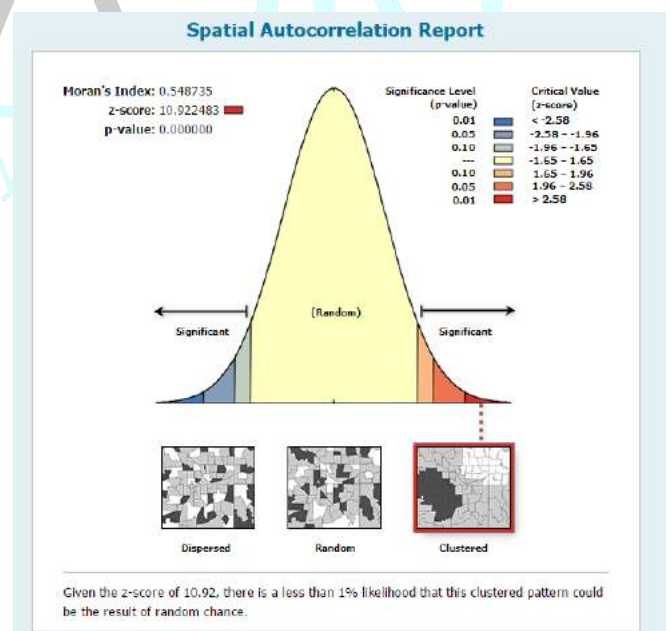 Spatial Autocorrelation Report
Moran's Index: 0.548735
z-score: 10.922483
p-value: 0.000000
Significance Level
(p-value)
0.01
0.05
0.10
---
0.10
0.05
0.01
Critical Value
(z-score)
< -2.58
-2.58 - -1.96
-1.96 - -1.65
-1.65 - 1.65
1.65 - 1.96
1.96 - 2.58
> 2.58
(Random)
Significant
Significant
Dispersed
Random
Clustered
Given the z-score of 10.92, there is a less than 1% likelihood that this clustered pattern could
be the result of random chance.